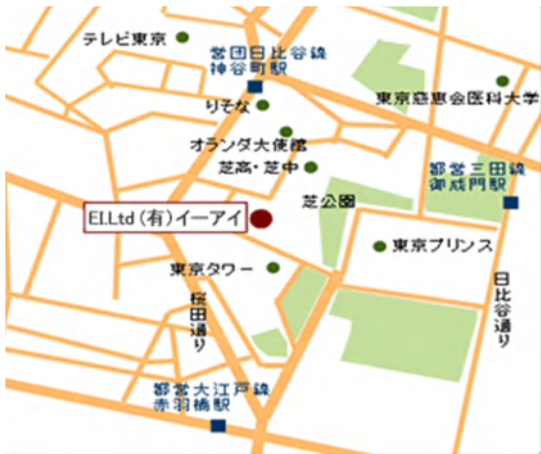 テレビ東京
営団日比谷線
神谷町駅
りそな
東京慈恵会医科大学
オランダ大使館
芝高・芝中
都営三田線
御成門駅
芝公園
EI.Ltd (有)イーアイ
東京プリンス
東京タワー
桜田通り
日比谷通り
都営大江戸線
赤羽橋駅